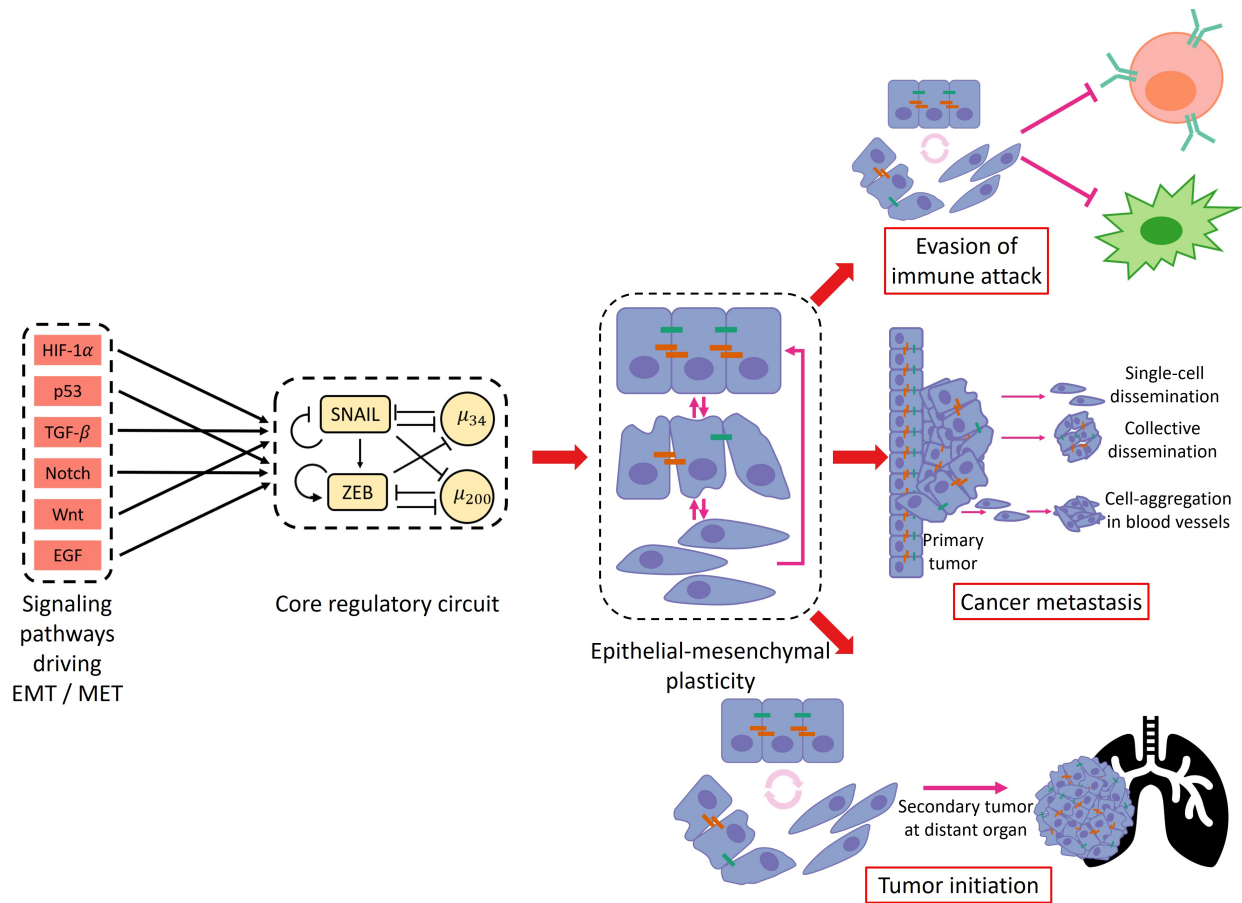 HIF-1α
p53
TGF-β
Notch
Wnt
EGF
Signaling
pathways
driving
EMT / MET
SNAIL
μ34
ZEB
μ200
Core regulatory circuit
Epithelial-mesenchymal
plasticity
Evasion of
immune attack
Single-cell
dissemination
Collective
dissemination
Cell-aggregation
in blood vessels
Primary
tumor
Cancer metastasis
Secondary tumor
at distant organ
Tumor initiation